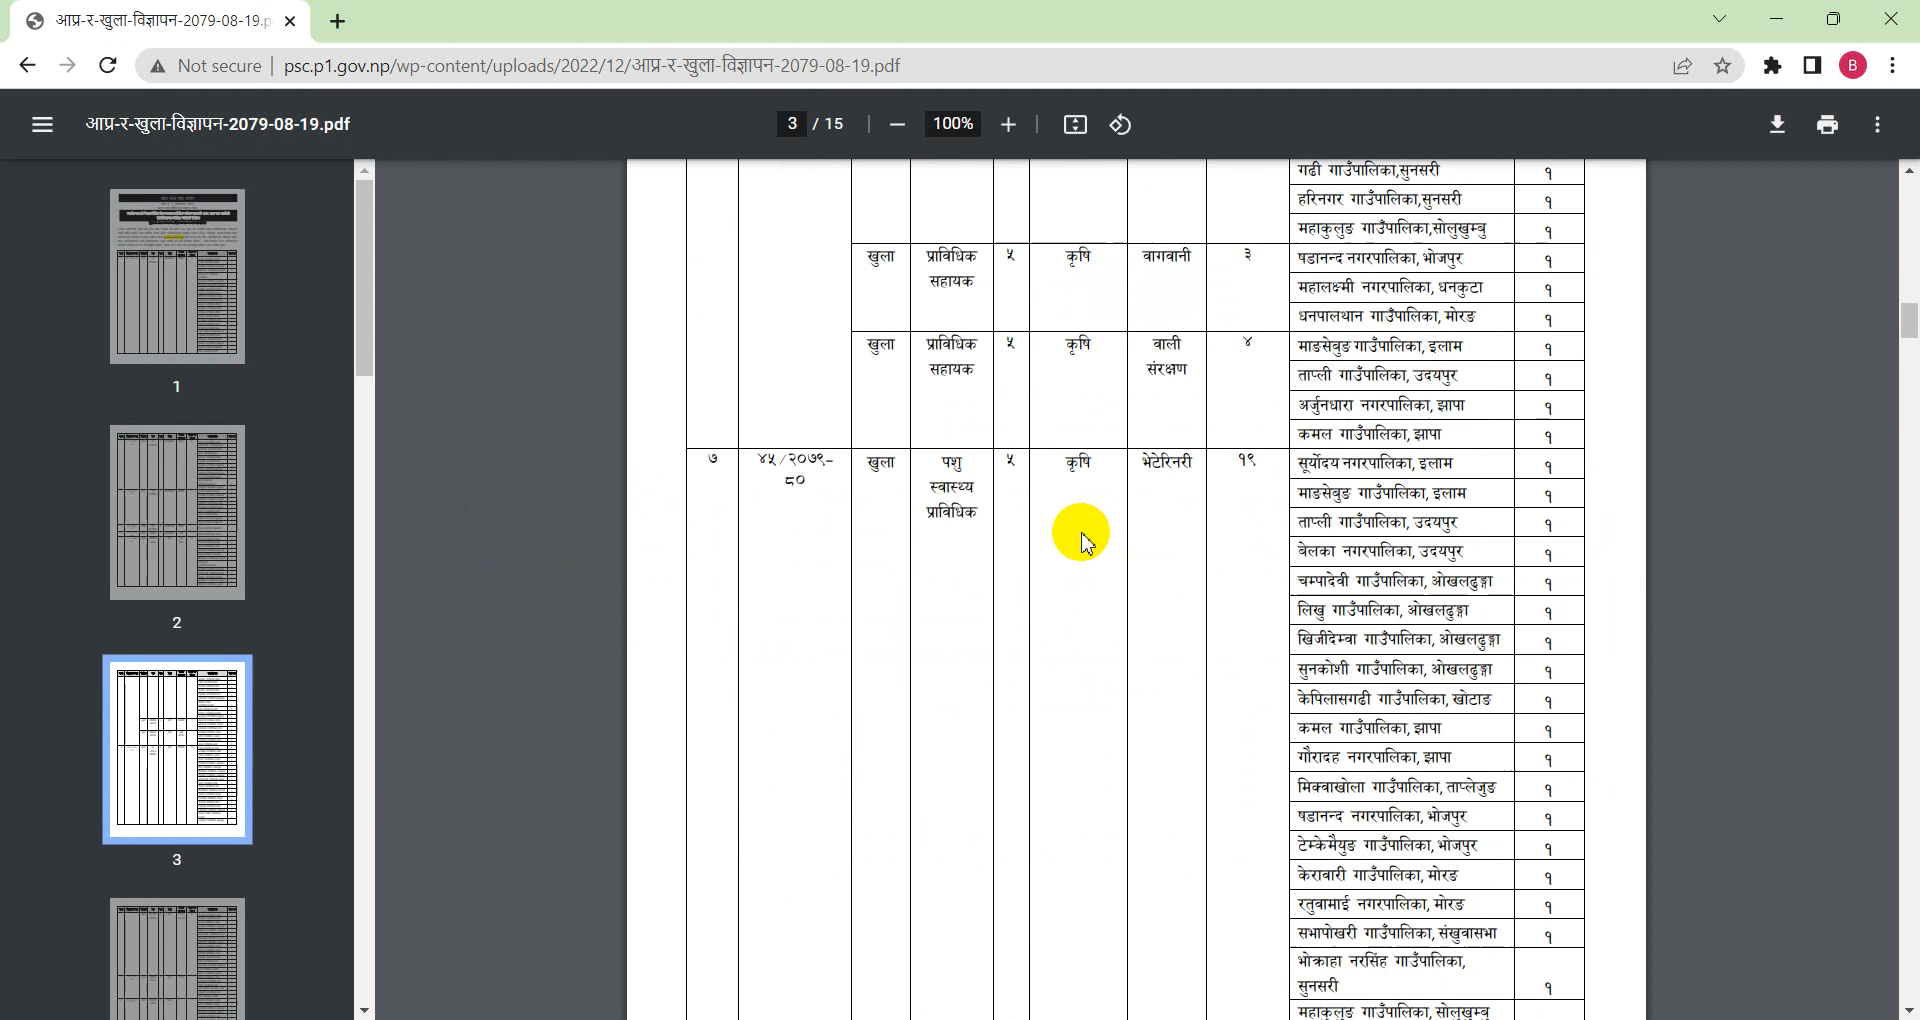 आप्र-र-खुला-विज्ञापन-2079-08-19.p
Not secure | psc.p1.gov.np/wp-content/uploads/2022/12/आप्र-र-खुला-विज्ञापन-2079-08-19.pdf
B
आप्र-र-खुला-विज्ञापन-2079-08-19.pdf
3 / 15
100%
1
2
3
गढी गाउँपालिका,सुनसरी १
हरिनगर गाउँपालिका,सुनसरी १
महाकुलुङ गाउँपालिका,सोलुखुम्बु १
खुला प्राविधिक ५ कृषि वागवानी ३ षडानन्द नगरपालिका, भोजपुर १
सहायक
महालक्ष्मी नगरपालिका, धनकुटा १
धनपालथान गाउँपालिका, मोरङ १
खुला प्राविधिक ५ कृषि वाली ४ माङसेबुङ गाउँपालिका, इलाम १
सहायक संरक्षण
ताप्ली गाउँपालिका, उदयपुर १
अर्जुनधारा नगरपालिका, झापा १
कमल गाउँपालिका, झापा १
७ ४५/२०७९- खुला पशु ५ कृषि भेटेरिनरी १९ सूर्योदय नगरपालिका, इलाम १
८० स्वास्थ्य
प्राविधिक
माङसेबुङ गाउँपालिका, इलाम १
ताप्ली गाउँपालिका, उदयपुर १
बेलका नगरपालिका, उदयपुर १
चम्पादेवी गाउँपालिका, ओखलढुङ्गा १
लिखु गाउँपालिका, ओखलढुङ्गा १
खिजीदेम्वा गाउँपालिका, ओखलढुङ्गा १
सुनकोशी गाउँपालिका, ओखलढुङ्गा १
केपिलासगढी गाउँपालिका, खोटाङ १
कमल गाउँपालिका, झापा १
गौरादह नगरपालिका, झापा १
मिक्वाखोला गाउँपालिका, ताप्लेजुङ १
षडानन्द नगरपालिका, भोजपुर १
टेम्केमैयुङ गाउँपालिका, भोजपुर १
केरावारी गाउँपालिका, मोरङ १
रतुवामाई नगरपालिका, मोरङ १
सभापोखरी गाउँपालिका, संखुवासभा १
भोक्राहा नरसिंह गाउँपालिका,
सुनसरी १
महाकुलुङ गाउँपालिका, सोलुखुम्बु